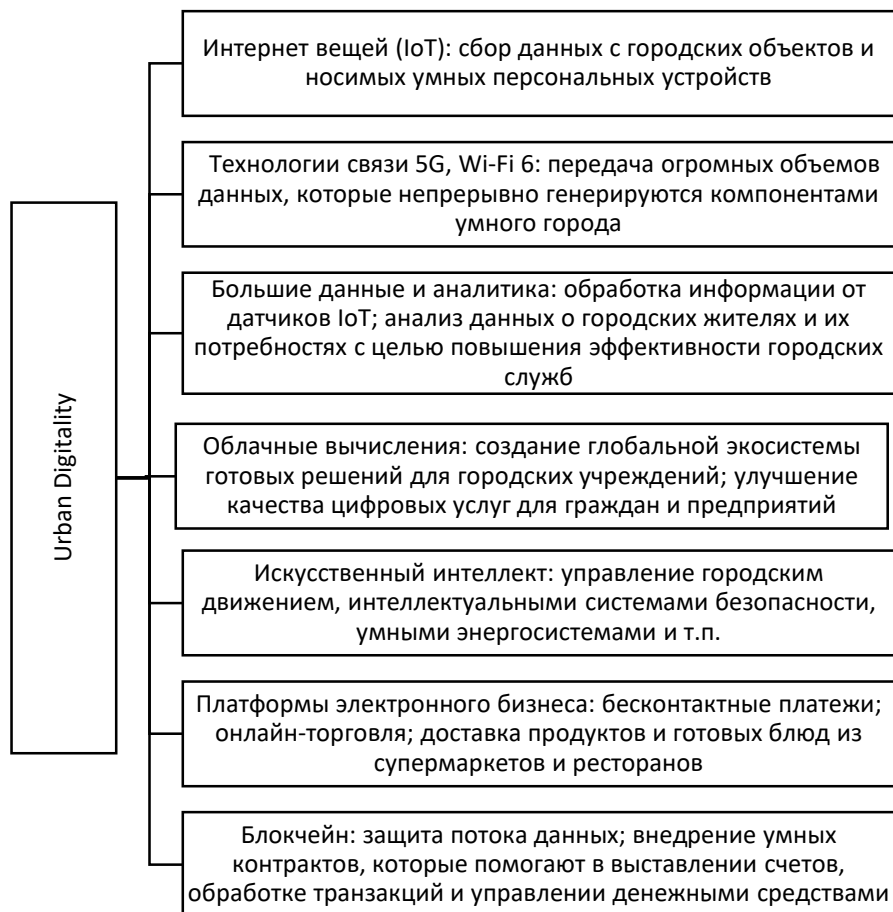 Urban Digitality
Интернет вещей (IoT): сбор данных с городских объектов и
носимых умных персональных устройств
Технологии связи 5G, Wi-Fi 6: передача огромных объемов
данных, которые непрерывно генерируются компонентами
умного города
Большие данные и аналитика: обработка информации от
датчиков IoT; анализ данных о городских жителях и их
потребностях с целью повышения эффективности городских
служб
Облачные вычисления: создание глобальной экосистемы
готовых решений для городских учреждений; улучшение
качества цифровых услуг для граждан и предприятий
Искусственный интеллект: управление городским
движением, интеллектуальными системами безопасности,
умными энергосистемами и т.п.
Платформы электронного бизнеса: бесконтактные платежи;
онлайн-торговля; доставка продуктов и готовых блюд из
супермаркетов и ресторанов
Блокчейн: защита потока данных; внедрение умных
контрактов, которые помогают в выставлении счетов,
обработке транзакций и управлении денежными средствами